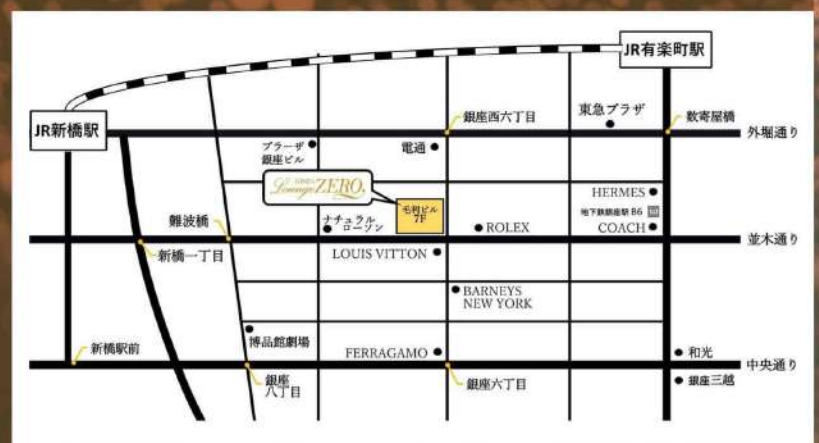 JR有楽町駅
JR新橋駅
銀座西六丁目
東急プラザ
数寄屋橋
外堀通り
プラーザ
銀座ビル
電通
Lounge ZERO
毛利ビル
7F
HERMES
地下鉄銀座駅 B6
COACH
難波橋
ナチュラル
ローソン
ROLEX
並木通り
新橋一丁目
LOUIS VITTON
BARNEYS
NEW YORK
博品館劇場
新橋駅前
FERRAGAMO
和光
中央通り
銀座
八丁目
銀座六丁目
銀座三越